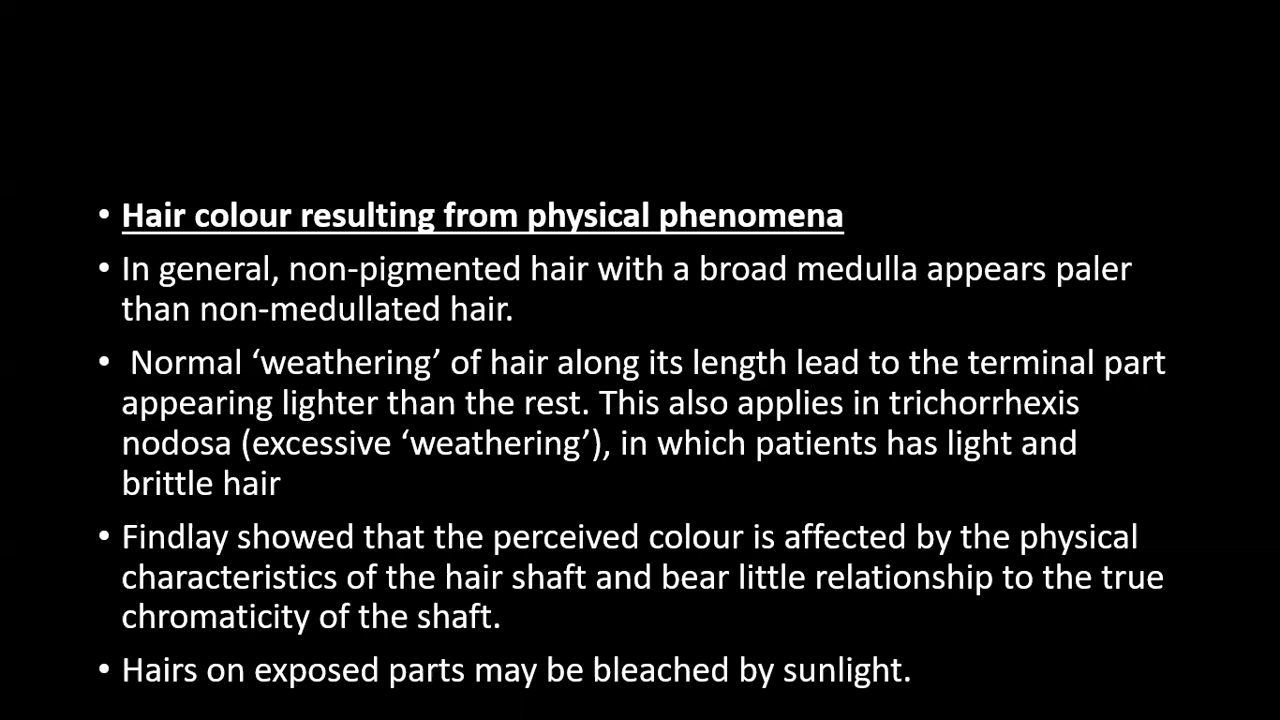 • Hair colour resulting from physical phenomena
• In general, non-pigmented hair with a broad medulla appears paler
than non-medullated hair.
• Normal ‘weathering’ of hair along its length lead to the terminal part
appearing lighter than the rest. This also applies in trichorrhexis
nodosa (excessive ‘weathering’), in which patients has light and
brittle hair
• Findlay showed that the perceived colour is affected by the physical
characteristics of the hair shaft and bear little relationship to the true
chromaticity of the shaft.
• Hairs on exposed parts may be bleached by sunlight.